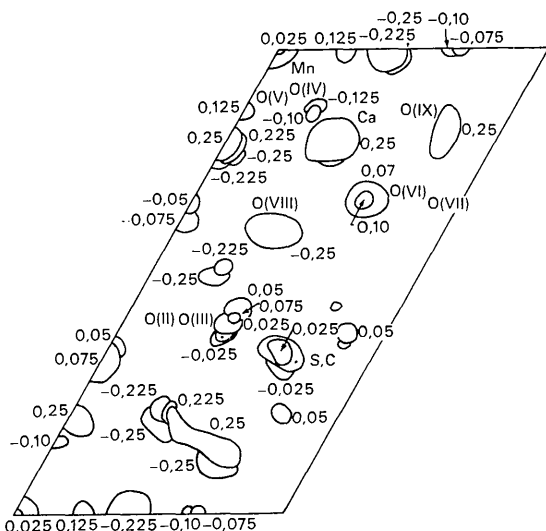 -0,25 -0,10
0,025 0,125 -0,225 -0,075
Mn
O(V) O(IV) -0,125 O(IX)
0,125 -0,10 Ca
0,25 0,225 0,25 0,25
-0,25
-0,225 0,07
-0,05 O(VIII) O(VI) O(VII)
-0,075 0,10
-0,225 -0,25
-0,25
0,05
0,075
O(II) O(III) 0,025 0,025 0,05
0,05 -0,025 S,C
0,075 -0,025
-0,225 0,225
0,25 0,25 0,05
-0,10 -0,25
-0,25
0,025 0,125 -0,225 -0,10 -0,075